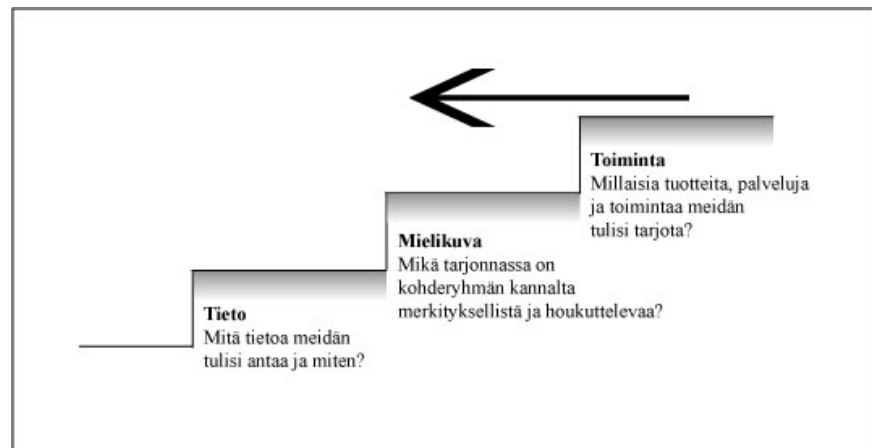 Toiminta
Millaisia tuotteita, palveluja
ja toimintaa meidän
tulisi tarjota?
Mielikuva
Mikä tarjonnassa on
kohderyhmän kannalta
merkityksellistä ja houkuttelevaa?
Tieto
Mitä tietoa meidän
tulisi antaa ja miten?